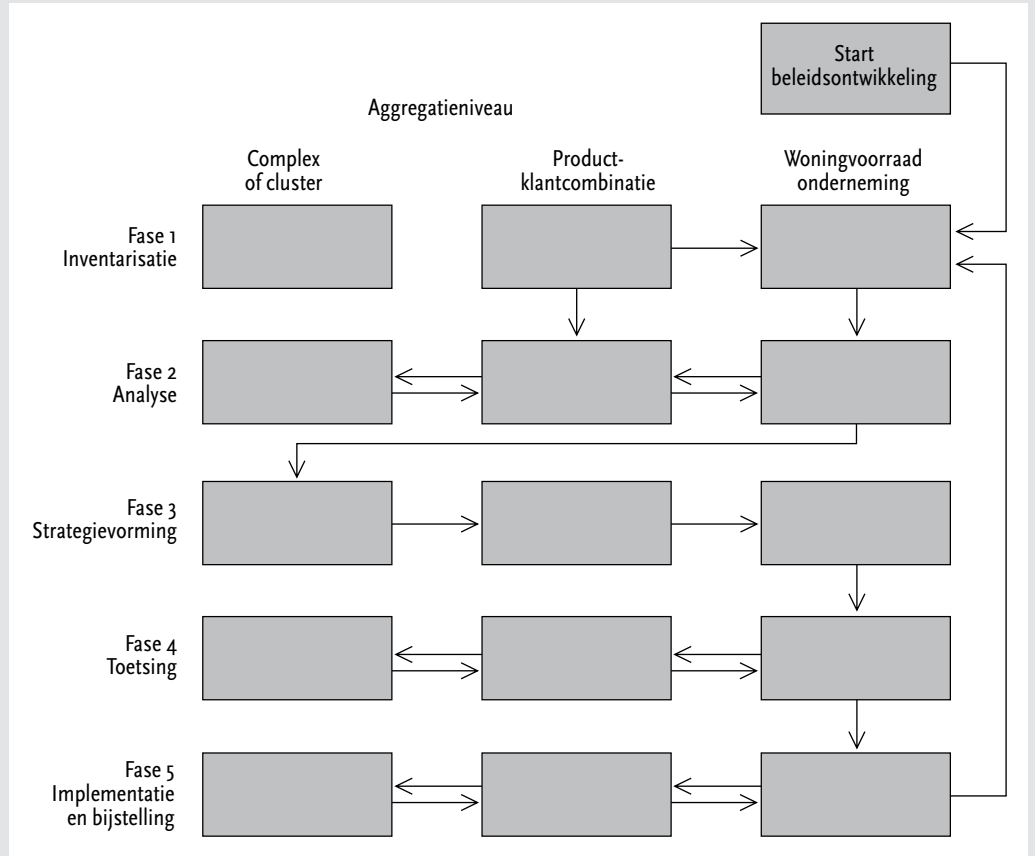 Start
beleidsontwikkeling
Aggregatieniveau
Complex
of cluster
Product-
klantcombinatie
Woningvoorraad
onderneming
Fase 1
Inventarisatie
Fase 2
Analyse
Fase 3
Strategievorming
Fase 4
Toetsing
Fase 5
Implementatie
en bijstelling